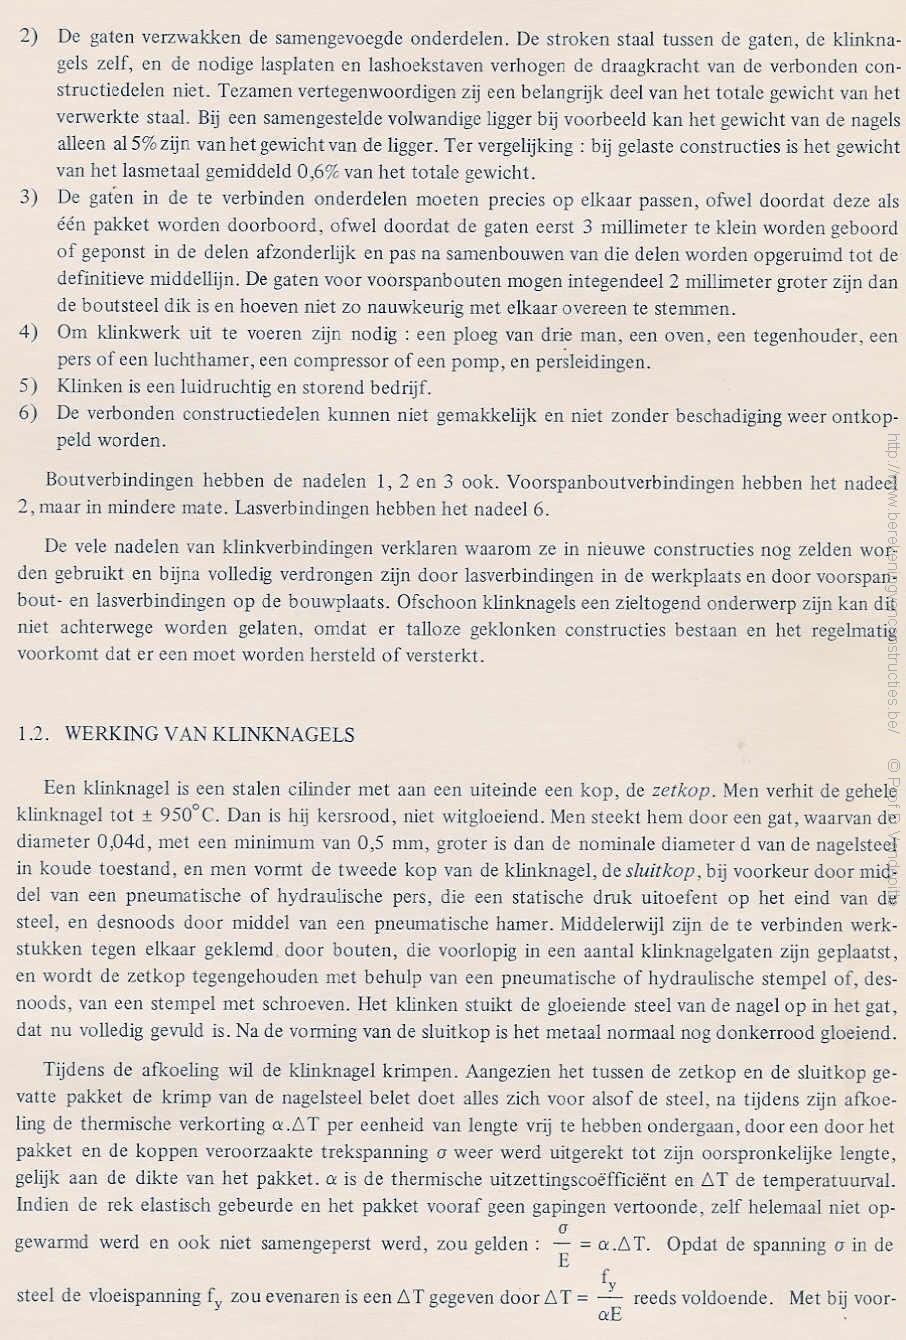 2) De gaten verzwakken de samengevoegde onderdelen. De stroken staal tussen de gaten, de klinkna-
gels zelf, en de nodige lasplaten en lashoekstaven verhogen de draagkracht van de verbonden con-
structiedelen niet. Tezamen vertegenwoordigen zij een belangrijk deel van het totale gewicht van het
verwerkte staal. Bij een samengestelde volwandige ligger bij voorbeeld kan het gewicht van de nagels
alleen al 5% zijn van het gewicht van de ligger. Ter vergelijking : bij gelaste constructies is het gewicht
van het lasmetaal gemiddeld 0,6% van het totale gewicht.
3) De gaten in de te verbinden onderdelen moeten precies op elkaar passen, ofwel doordat deze als
één pakket worden doorboord, ofwel doordat de gaten eerst 3 millimeter te klein worden geboord
of geponst in de delen afzonderlijk en pas na samenbouwen van die delen worden opgeruimd tot de
definitieve middellijn. De gaten voor voorspanbouten mogen integendeel 2 millimeter groter zijn dan
de boutsteel dik is en hoeven niet zo nauwkeurig met elkaar overeen te stemmen.
4) Om klinkwerk uit te voeren zijn nodig : een ploeg van drie man, een oven, een tegenhouder, een
pers of een luchthamer, een compressor of een pomp, en persleidingen.
5) Klinken is een luidruchtig en storend bedrijf.
6) De verbonden constructiedelen kunnen niet gemakkelijk en niet zonder beschadiging weer ontkop-
peld worden.
Boutverbindingen hebben de nadelen 1, 2 en 3 ook. Voorspanboutverbindingen hebben het nadeel
2, maar in mindere mate. Lasverbindingen hebben het nadeel 6.
De vele nadelen van klinkverbindingen verklaren waarom ze in nieuwe constructies nog zelden wor-
den gebruikt en bijna volledig verdrongen zijn door lasverbindingen in de werkplaats en door voorspan-
bout- en lasverbindingen op de bouwplaats. Ofschoon klinknagels een zieltogend onderwerp zijn kan dit
niet achterwege worden gelaten, omdat er talloze geklonken constructies bestaan en het regelmatig
voorkomt dat er een moet worden hersteld of versterkt.
1.2. WERKING VAN KLINKNAGELS
Een klinknagel is een stalen cilinder met aan een uiteinde een kop, de zetkop. Men verhit de gehele
klinknagel tot ± 950°C. Dan is hij kersrood, niet witgloeiend. Men steekt hem door een gat, waarvan de
diameter 0,04d, met een minimum van 0,5 mm, groter is dan de nominale diameter d van de nagelsteel
in koude toestand, en men vormt de tweede kop van de klinknagel, de sluitkop, bij voorkeur door mid-
del van een pneumatische of hydraulische pers, die een statische druk uitoefent op het eind van de
steel, en desnoods door middel van een pneumatische hamer. Middelerwijl zijn de te verbinden werk-
stukken tegen elkaar geklemd door bouten, die voorlopig in een aantal klinknagelgaten zijn geplaatst,
en wordt de zetkop tegengehouden met behulp van een pneumatische of hydraulische stempel of, des-
noods, van een stempel met schroeven. Het klinken stuikt de gloeiende steel van de nagel op in het gat,
dat nu volledig gevuld is. Na de vorming van de sluitkop is het metaal normaal nog donkerrood gloeiend.
Tijdens de afkoeling wil de klinknagel krimpen. Aangezien het tussen de zetkop en de sluitkop ge-
vatte pakket de krimp van de nagelsteel belet doet alles zich voor alsof de steel, na tijdens zijn afkoe-
ling de thermische verkorting α.ΔT per eenheid van lengte vrij te hebben ondergaan, door een door het
pakket en de koppen veroorzaakte trekspanning σ weer werd uitgerekt tot zijn oorspronkelijke lengte,
gelijk aan de dikte van het pakket. α is de thermische uitzettingscoëfficiënt en ΔT de temperatuurval.
Indien de rek elastisch gebeurde en het pakket vooraf geen gapingen vertoonde, zelf helemaal niet op-
gewarmd werd en ook niet samengeperst werd, zou gelden : σ/E = α.ΔT. Opdat de spanning σ in de
steel de vloeispanning f_y zou evenaren is een ΔT gegeven door ΔT = f_y/αE reeds voldoende. Met bij voor-
http://www.berekeningvanconstructies.be/ © Prof.